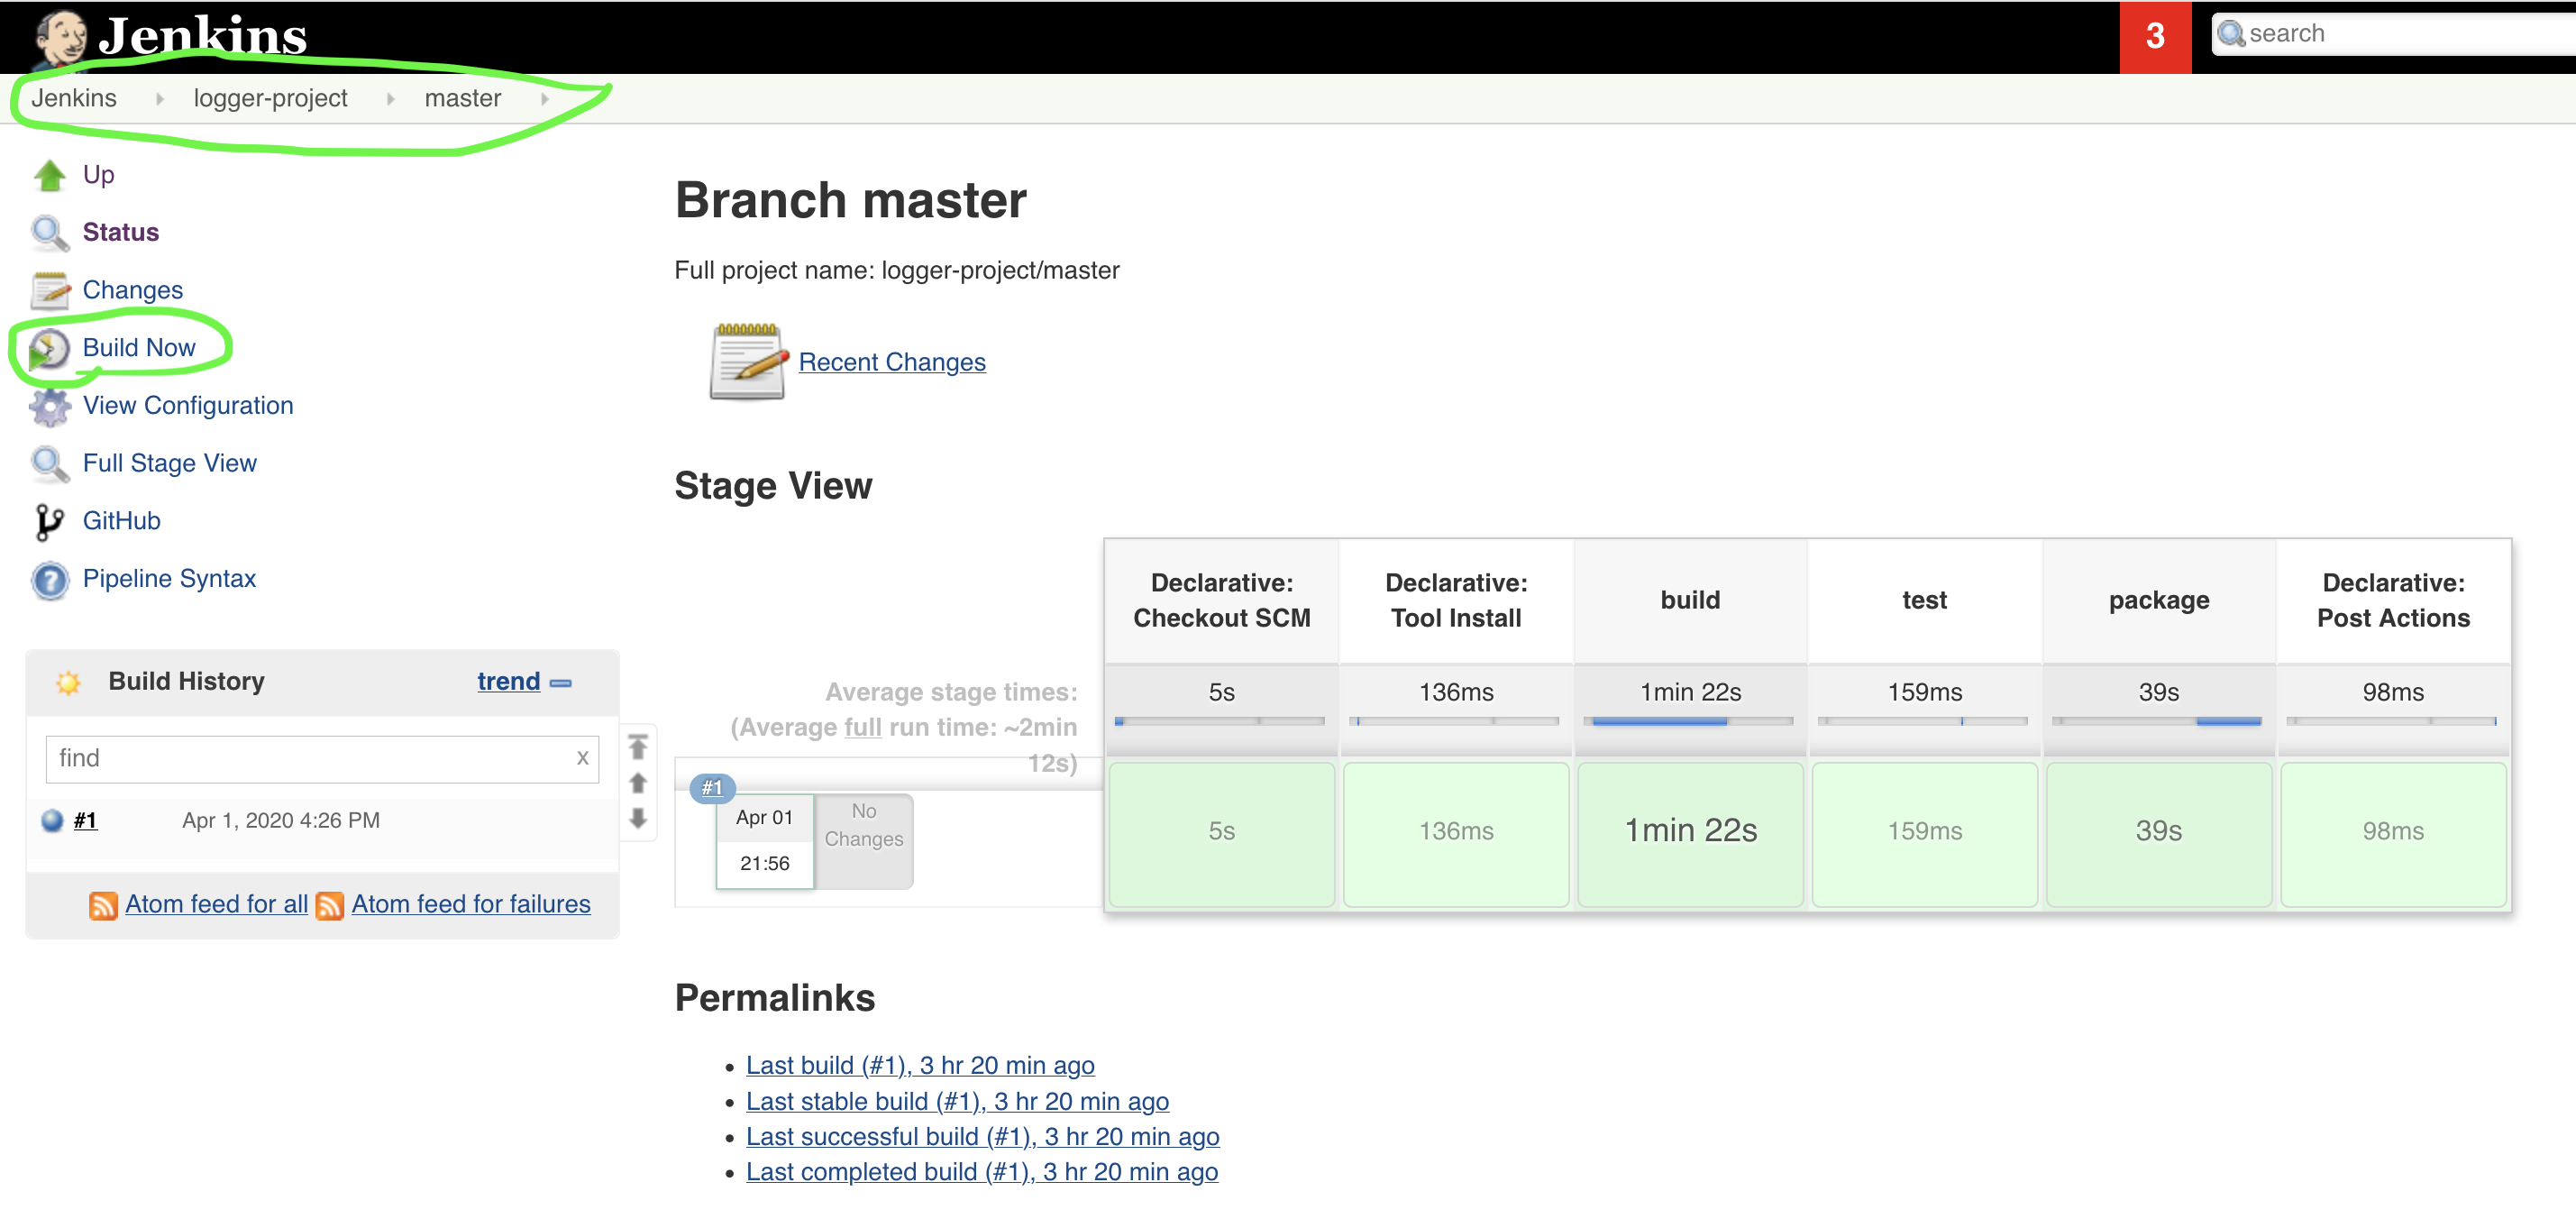 Jenkins
3
search
Jenkins logger-project master
Up
Status
Changes
Build Now
View Configuration
Full Stage View
GitHub
Pipeline Syntax
Build History trend
find x
#1 Apr 1, 2020 4:26 PM
Atom feed for all Atom feed for failures
Branch master
Full project name: logger-project/master
Recent Changes
Stage View
Declarative: Checkout SCM
Declarative: Tool Install
build
test
package
Declarative: Post Actions
Average stage times:
(Average full run time: ~2min
12s)
5s 136ms 1min 22s 159ms 39s 98ms
#1
Apr 01
21:56
No
Changes
5s 136ms 1min 22s 159ms 39s 98ms
Permalinks
Last build (#1), 3 hr 20 min ago
Last stable build (#1), 3 hr 20 min ago
Last successful build (#1), 3 hr 20 min ago
Last completed build (#1), 3 hr 20 min ago